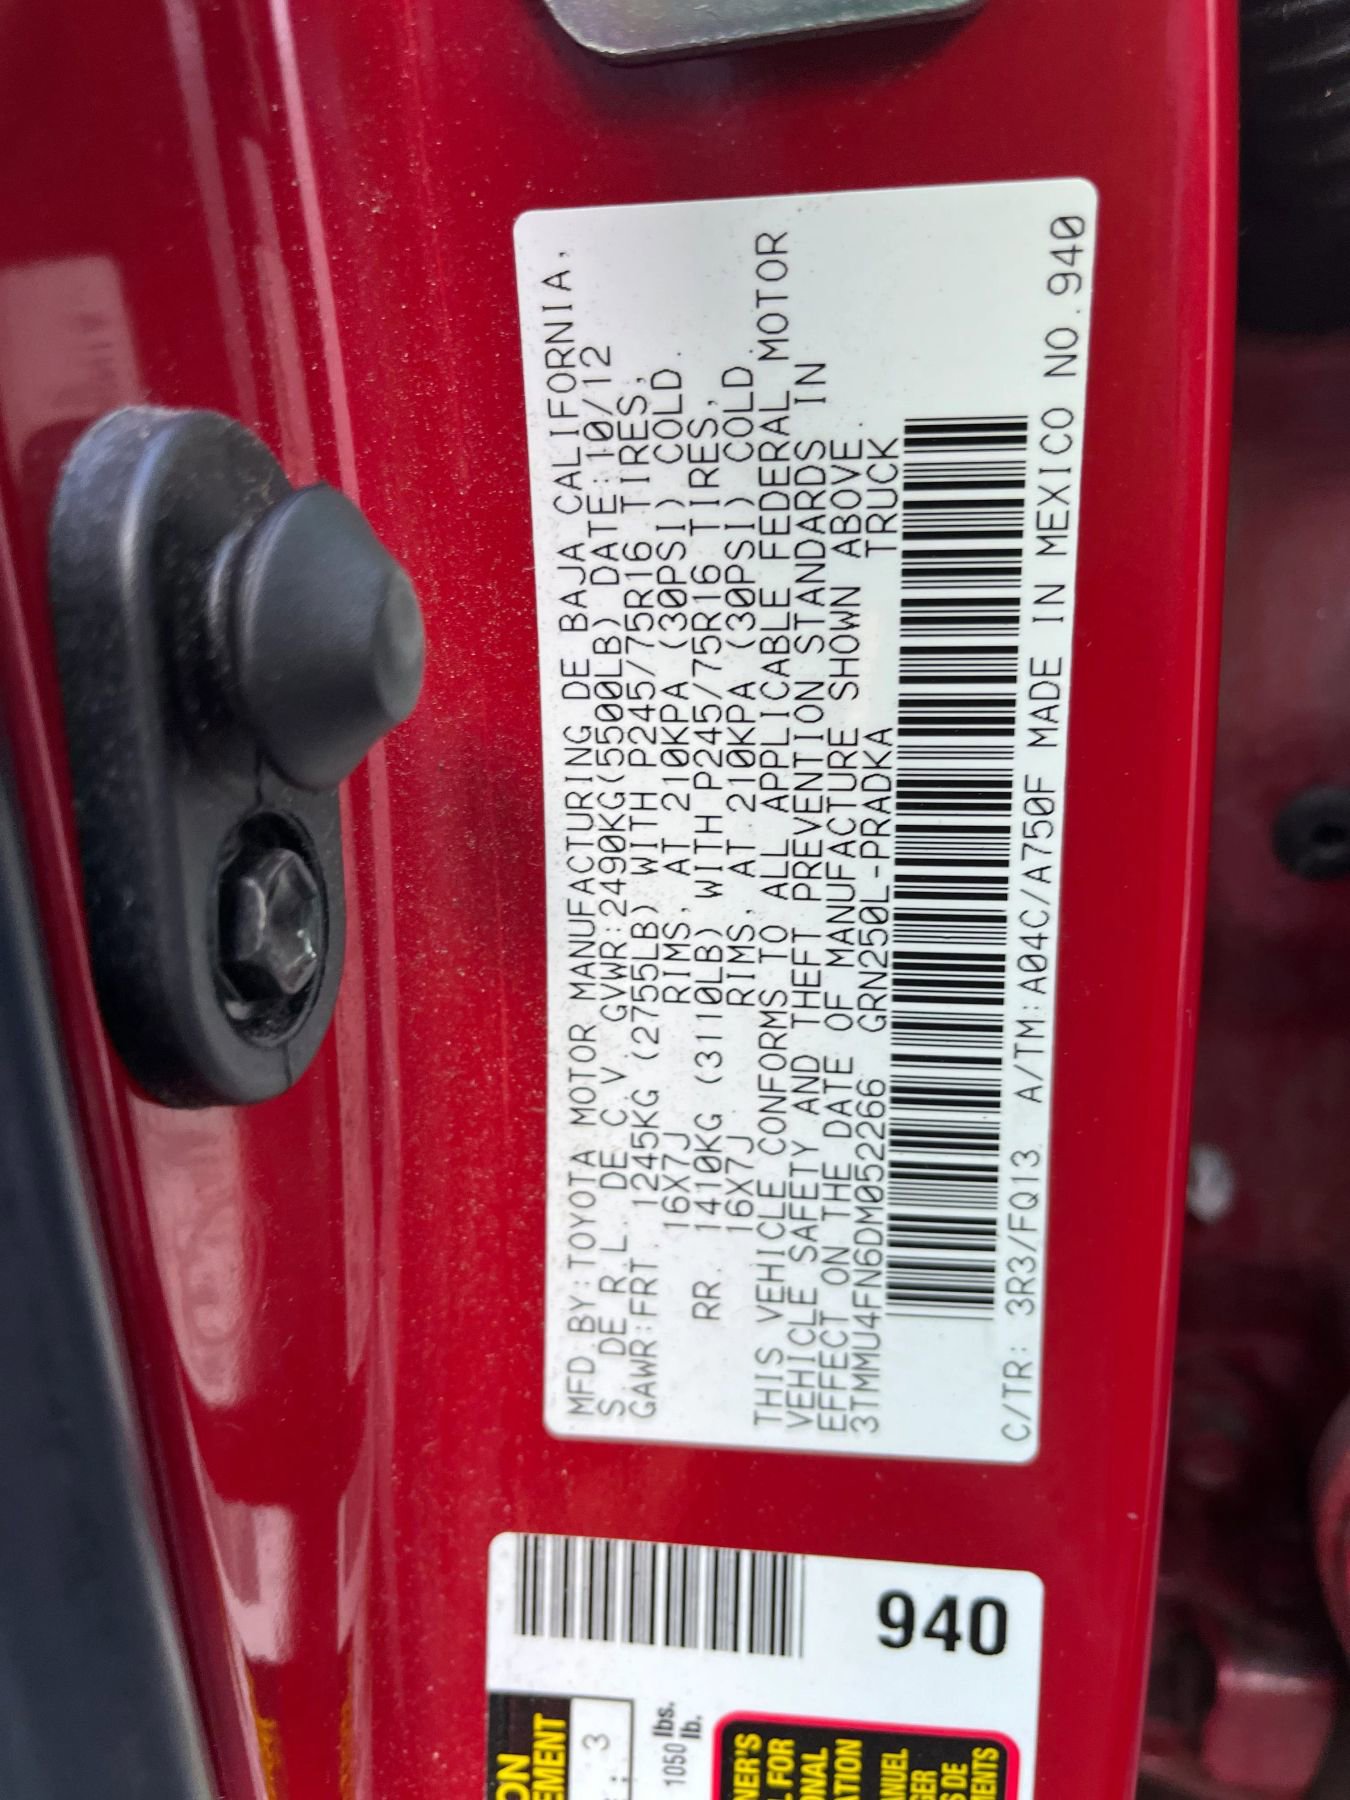 MFD.BY:TOYOTA MOTOR MANUFACTURING DE BAJA CALIFORNIA,
S DE R L. DE C.V. GVWR:2490KG(5500LB) DATE:10/12
GAWR:FRT. 1245KG (2755LB) WITH P245/75R16 TIRES,
16X7J RIMS, AT 210KPA (30PSI) COLD.
RR. 1410KG (3110LB) WITH P245/75R16 TIRES,
16X7J RIMS, AT 210KPA (30PSI) COLD.
THIS VEHICLE CONFORMS TO ALL APPLICABLE FEDERAL MOTOR
VEHICLE SAFETY AND THEFT PREVENTION STANDARDS IN
EFFECT ON THE DATE OF MANUFACTURE SHOWN ABOVE.
3TMMU4FN6DM052266 GRN250L-PRADKA TRUCK
C/TR: 3R3/FQ13 A/TM:A04C/A750F MADE IN MEXICO NO.940
940
: 3
1050 lbs.
lb.